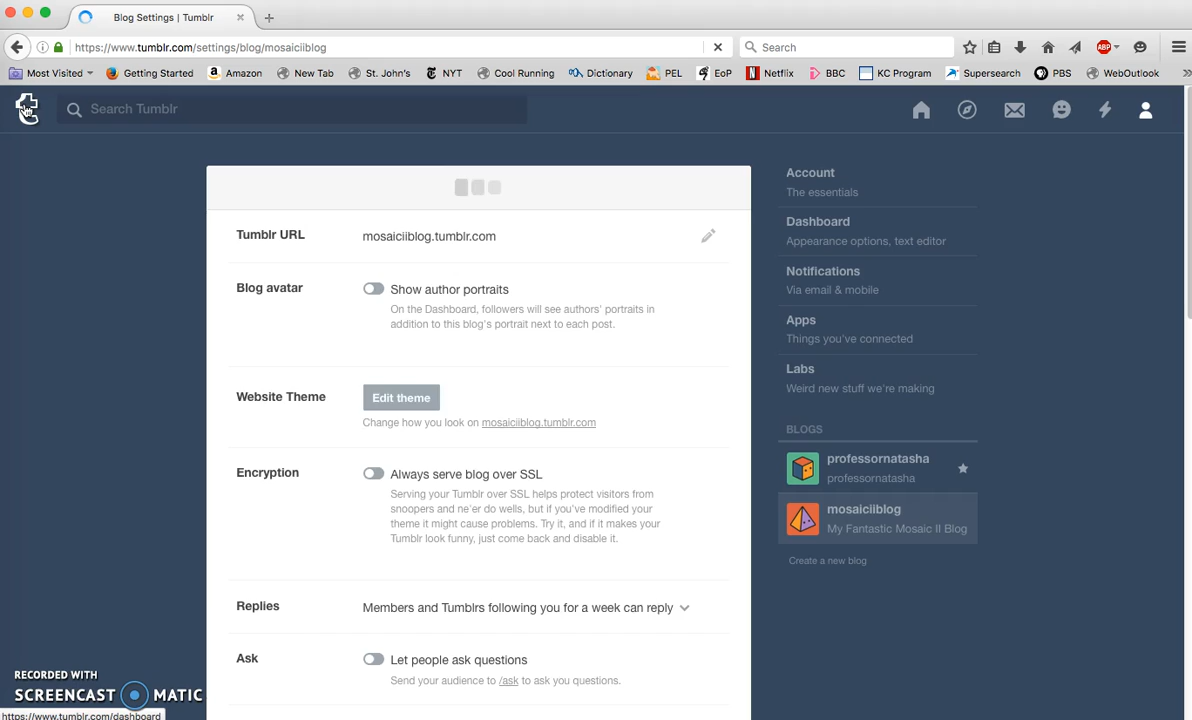 Blog Settings | Tumblr
https://www.tumblr.com/settings/blog/mosaiciiblog
Search
ABP
Most Visited
Getting Started
Amazon
New Tab
St. John's
NYT
Cool Running
Dictionary
PEL
EoP
Netflix
BBC
KC Program
Supersearch
PBS
WebOutlook
Search Tumblr
Tumblr URL
mosaiciiblog.tumblr.com
Blog avatar
Show author portraits
On the Dashboard, followers will see authors' portraits in
addition to this blog's portrait next to each post.
Website Theme
Edit theme
Change how you look on mosaiciiblog.tumblr.com
Encryption
Always serve blog over SSL
Serving your Tumblr over SSL helps protect visitors from
snoopers and ne'er do wells, but if you've modified your
theme it might cause problems. Try it, and if it makes your
Tumblr look funny, just come back and disable it.
Replies
Members and Tumblrs following you for a week can reply
Ask
Let people ask questions
Send your audience to /ask to ask you questions.
Account
The essentials
Dashboard
Appearance options, text editor
Notifications
Via email & mobile
Apps
Things you've connected
Labs
Weird new stuff we're making
BLOGS
professornatasha
professornatasha
mosaiciiblog
My Fantastic Mosaic II Blog
Create a new blog
RECORDED WITH
SCREENCAST MATIC
https://www.tumblr.com/dashboard